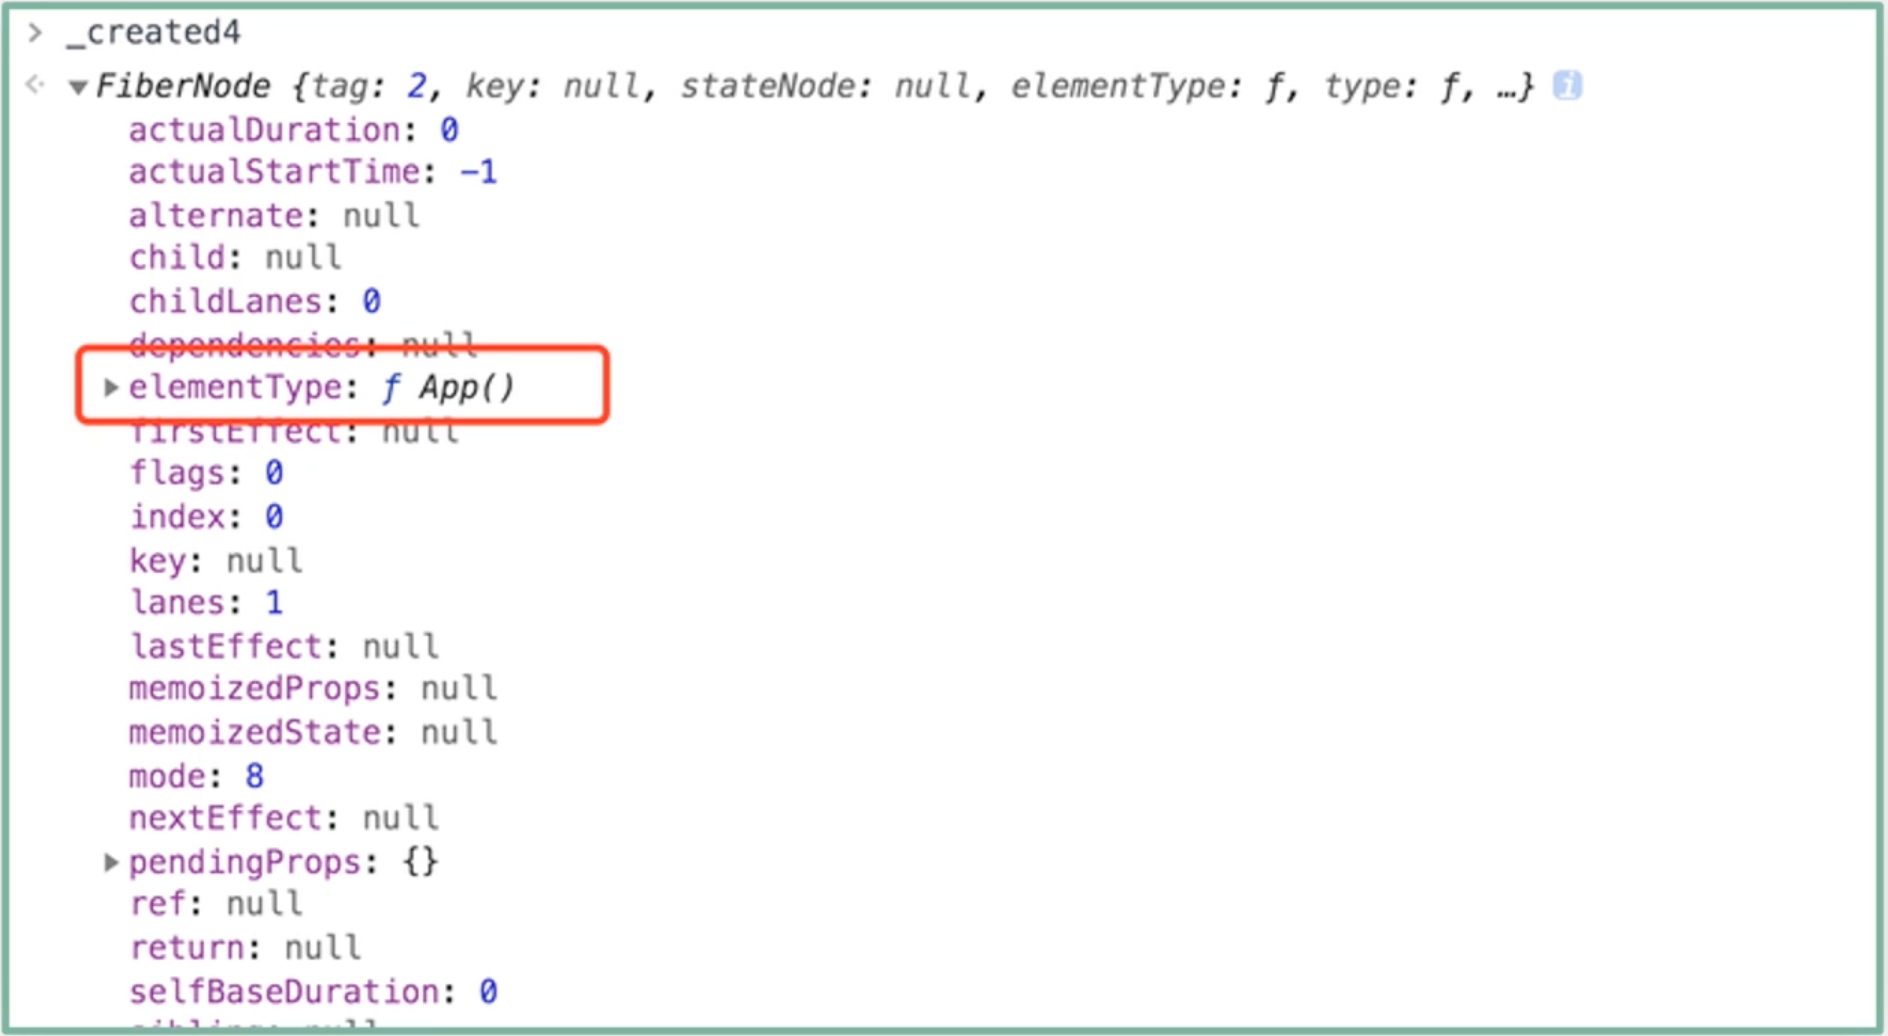 > _created4
<· ▼FiberNode {tag: 2, key: null, stateNode: null, elementType: ƒ, type: ƒ, …} i
actualDuration: 0
actualStartTime: -1
alternate: null
child: null
childLanes: 0
dependencies: null
▶elementType: ƒ App()
firstEffect: null
flags: 0
index: 0
key: null
lanes: 1
lastEffect: null
memoizedProps: null
memoizedState: null
mode: 8
nextEffect: null
▶pendingProps: {}
ref: null
return: null
selfBaseDuration: 0
sibling: null